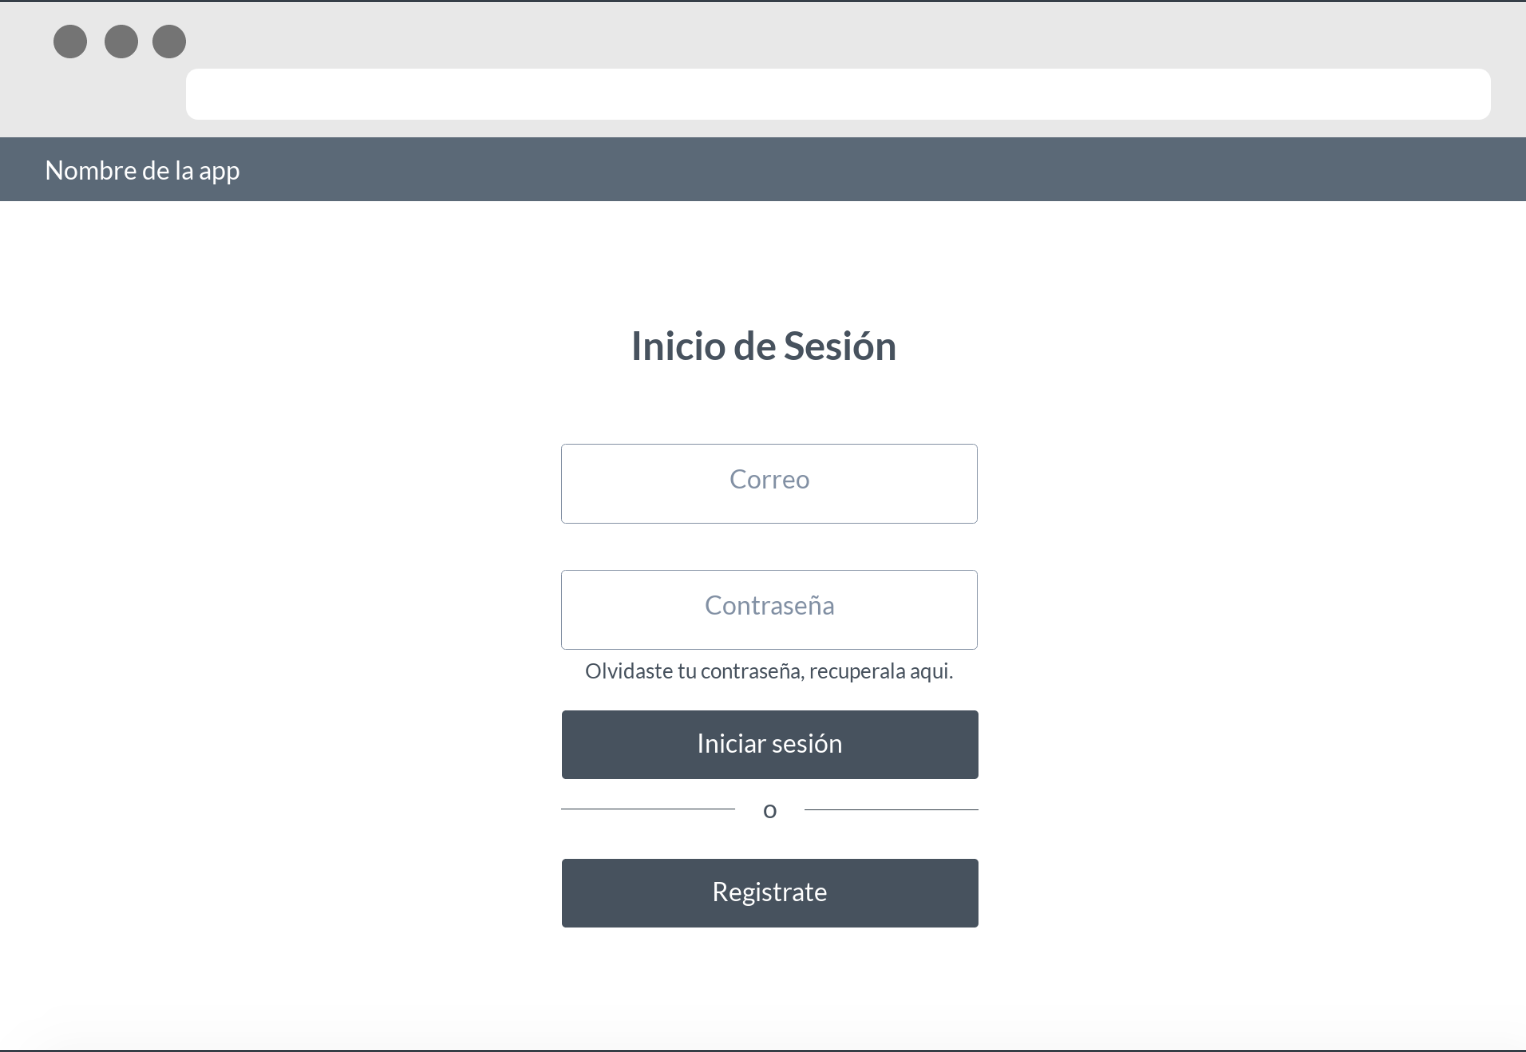 Nombre de la app
Inicio de Sesión
Correo
Contraseña
Olvidaste tu contraseña, recuperala aqui.
Iniciar sesión
o
Registrate